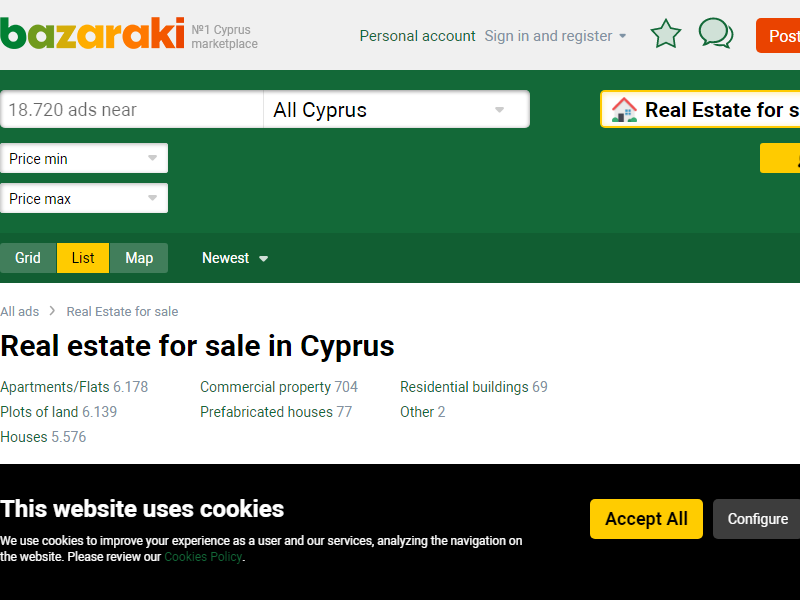 bazaraki
№1 Cyprus
marketplace
Personal account Sign in and register
Post
18.720 ads near
All Cyprus
Real Estate for s
Price min
Price max
Grid
List
Map
Newest
All ads
Real Estate for sale
Real estate for sale in Cyprus
Apartments/Flats 6.178
Commercial property 704
Residential buildings 69
Plots of land 6.139
Prefabricated houses 77
Other 2
Houses 5.576
This website uses cookies
Accept All
Configure
We use cookies to improve your experience as a user and our services, analyzing the navigation on
the website. Please review our Cookies Policy.